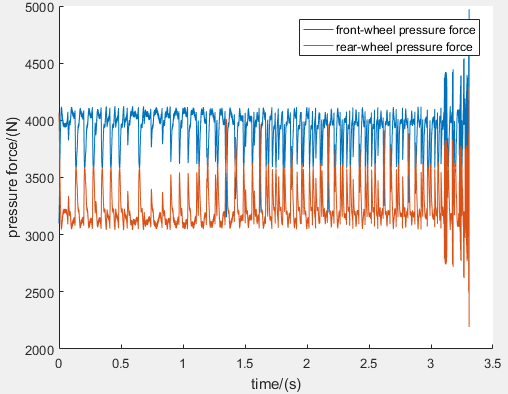 5000
front-wheel pressure force
rear-wheel pressure force
4500
4000
3500
3000
2500
2000
pressure force/(N)
0 0.5 1 1.5 2 2.5 3 3.5
time/(s)